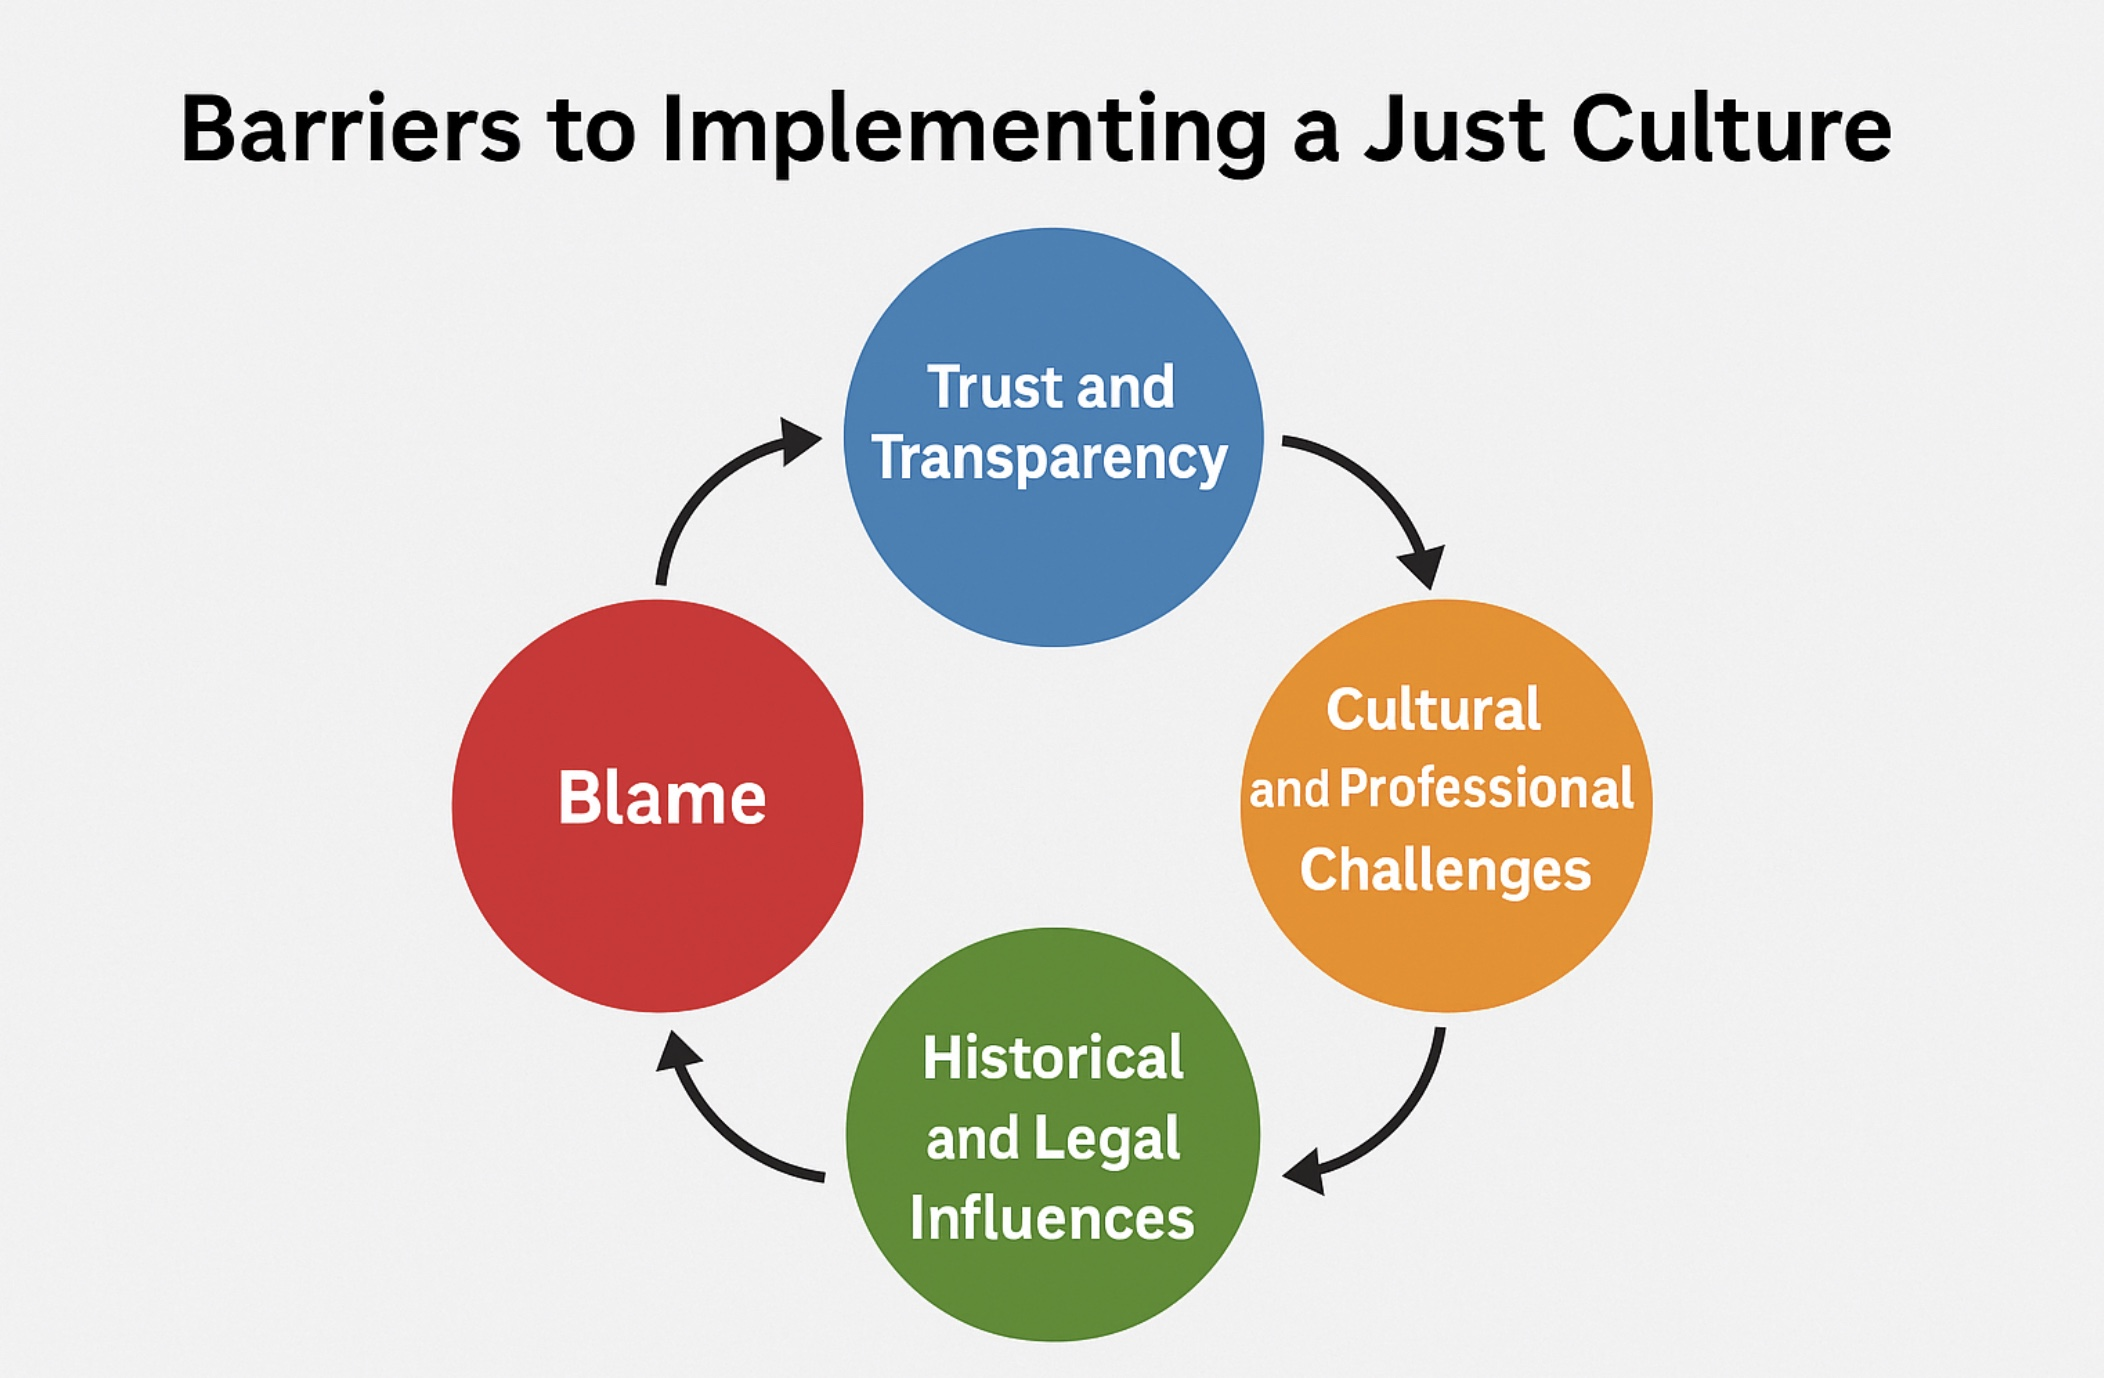 Barriers to Implementing a Just Culture
Trust and
Transparency
Cultural
and Professional
Challenges
Historical
and Legal
Influences
Blame